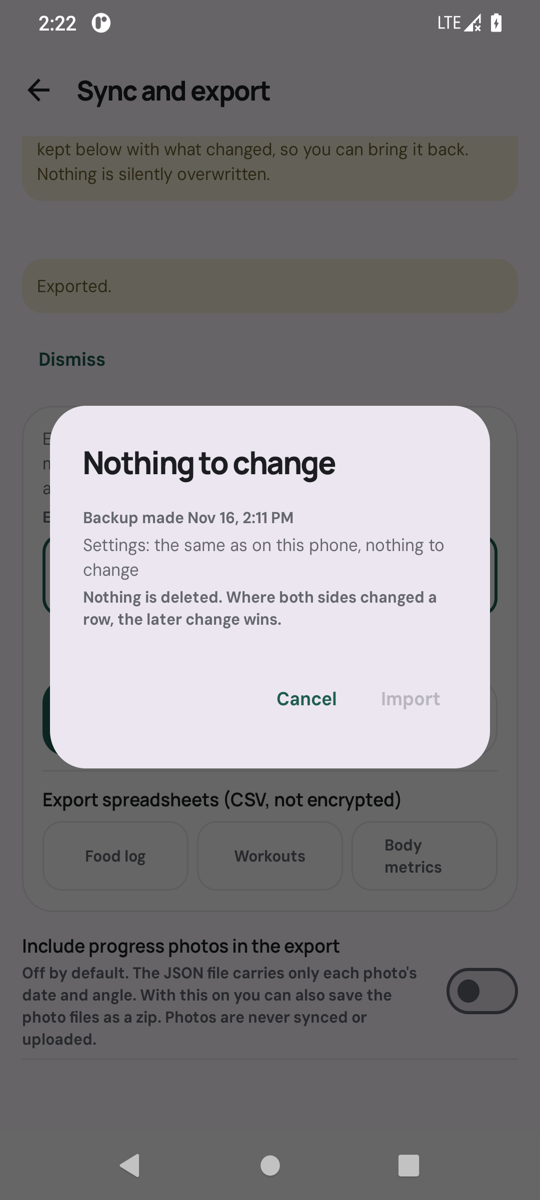 2:22
LTE
Sync and export
kept below with what changed, so you can bring it back.
Nothing is silently overwritten.
Exported.
Dismiss
Nothing to change
Backup made Nov 16, 2:11 PM
Settings: the same as on this phone, nothing to
change
Nothing is deleted. Where both sides changed a
row, the later change wins.
Cancel
Import
Export spreadsheets (CSV, not encrypted)
Food log
Workouts
Body
metrics
Include progress photos in the export
Off by default. The JSON file carries only each photo's
date and angle. With this on you can also save the
photo files as a zip. Photos are never synced or
uploaded.